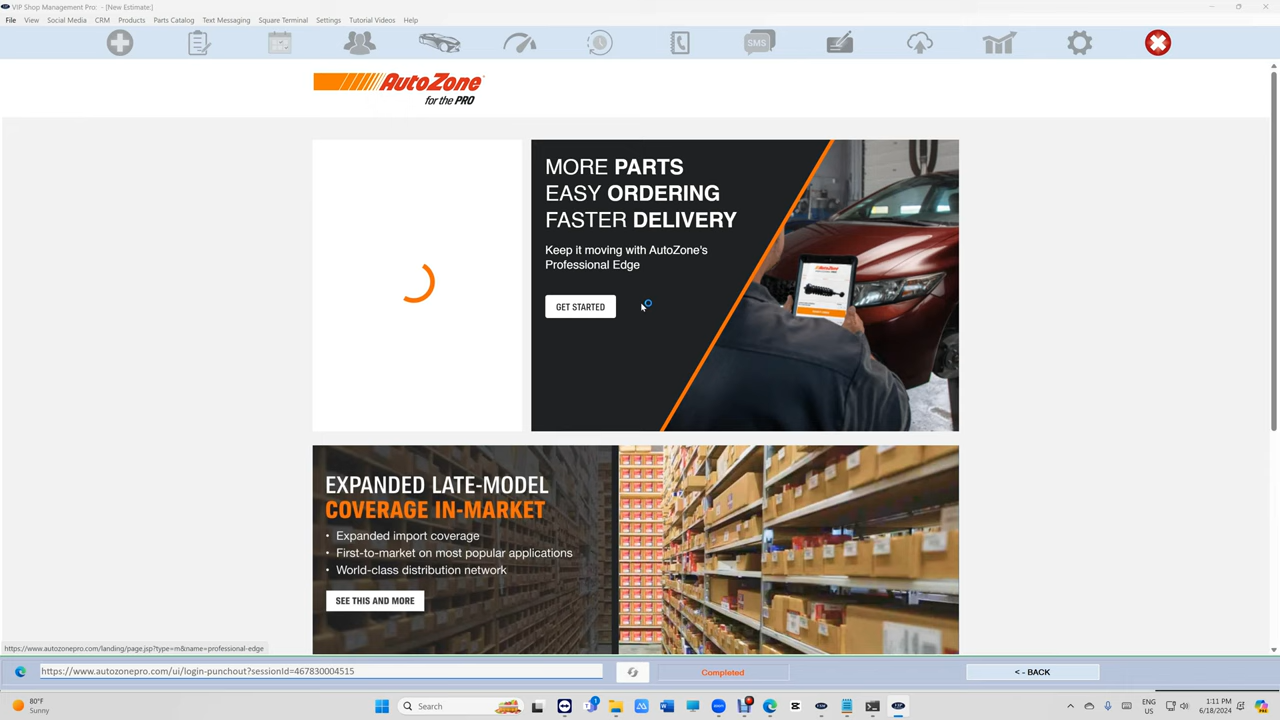 VIP Shop Management Pro: - [New Estimate:]
File View Social Media CRM Products Parts Catalog Text Messaging Square Terminal Settings Tutorial Videos Help
SMS
AutoZone
for the PRO
MORE PARTS
EASY ORDERING
FASTER DELIVERY
Keep it moving with AutoZone's
Professional Edge
GET STARTED
AutoZone
EXPANDED LATE-MODEL
COVERAGE IN-MARKET
• Expanded import coverage
• First-to-market on most popular applications
• World-class distribution network
SEE THIS AND MORE
https://www.autozonepro.com/landing/page.jsp?type=m&name=professional-edge
https://www.autozonepro.com/ui/login-punchout?sessionId=467830004515
Completed
< - BACK
80°F
Sunny
Search
1
zoom
VIP
ENG
US
1:11 PM
6/18/2024